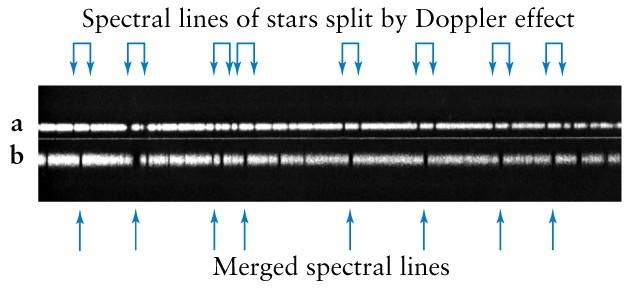 Spectral lines of stars split by Doppler effect
a
b
Merged spectral lines